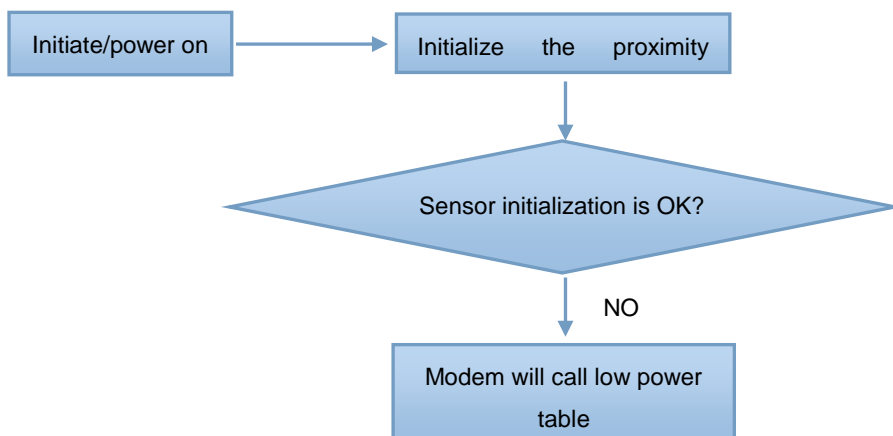 Initiate/power on
Initialize the proximity
Sensor initialization is OK?
NO
Modem will call low power
table